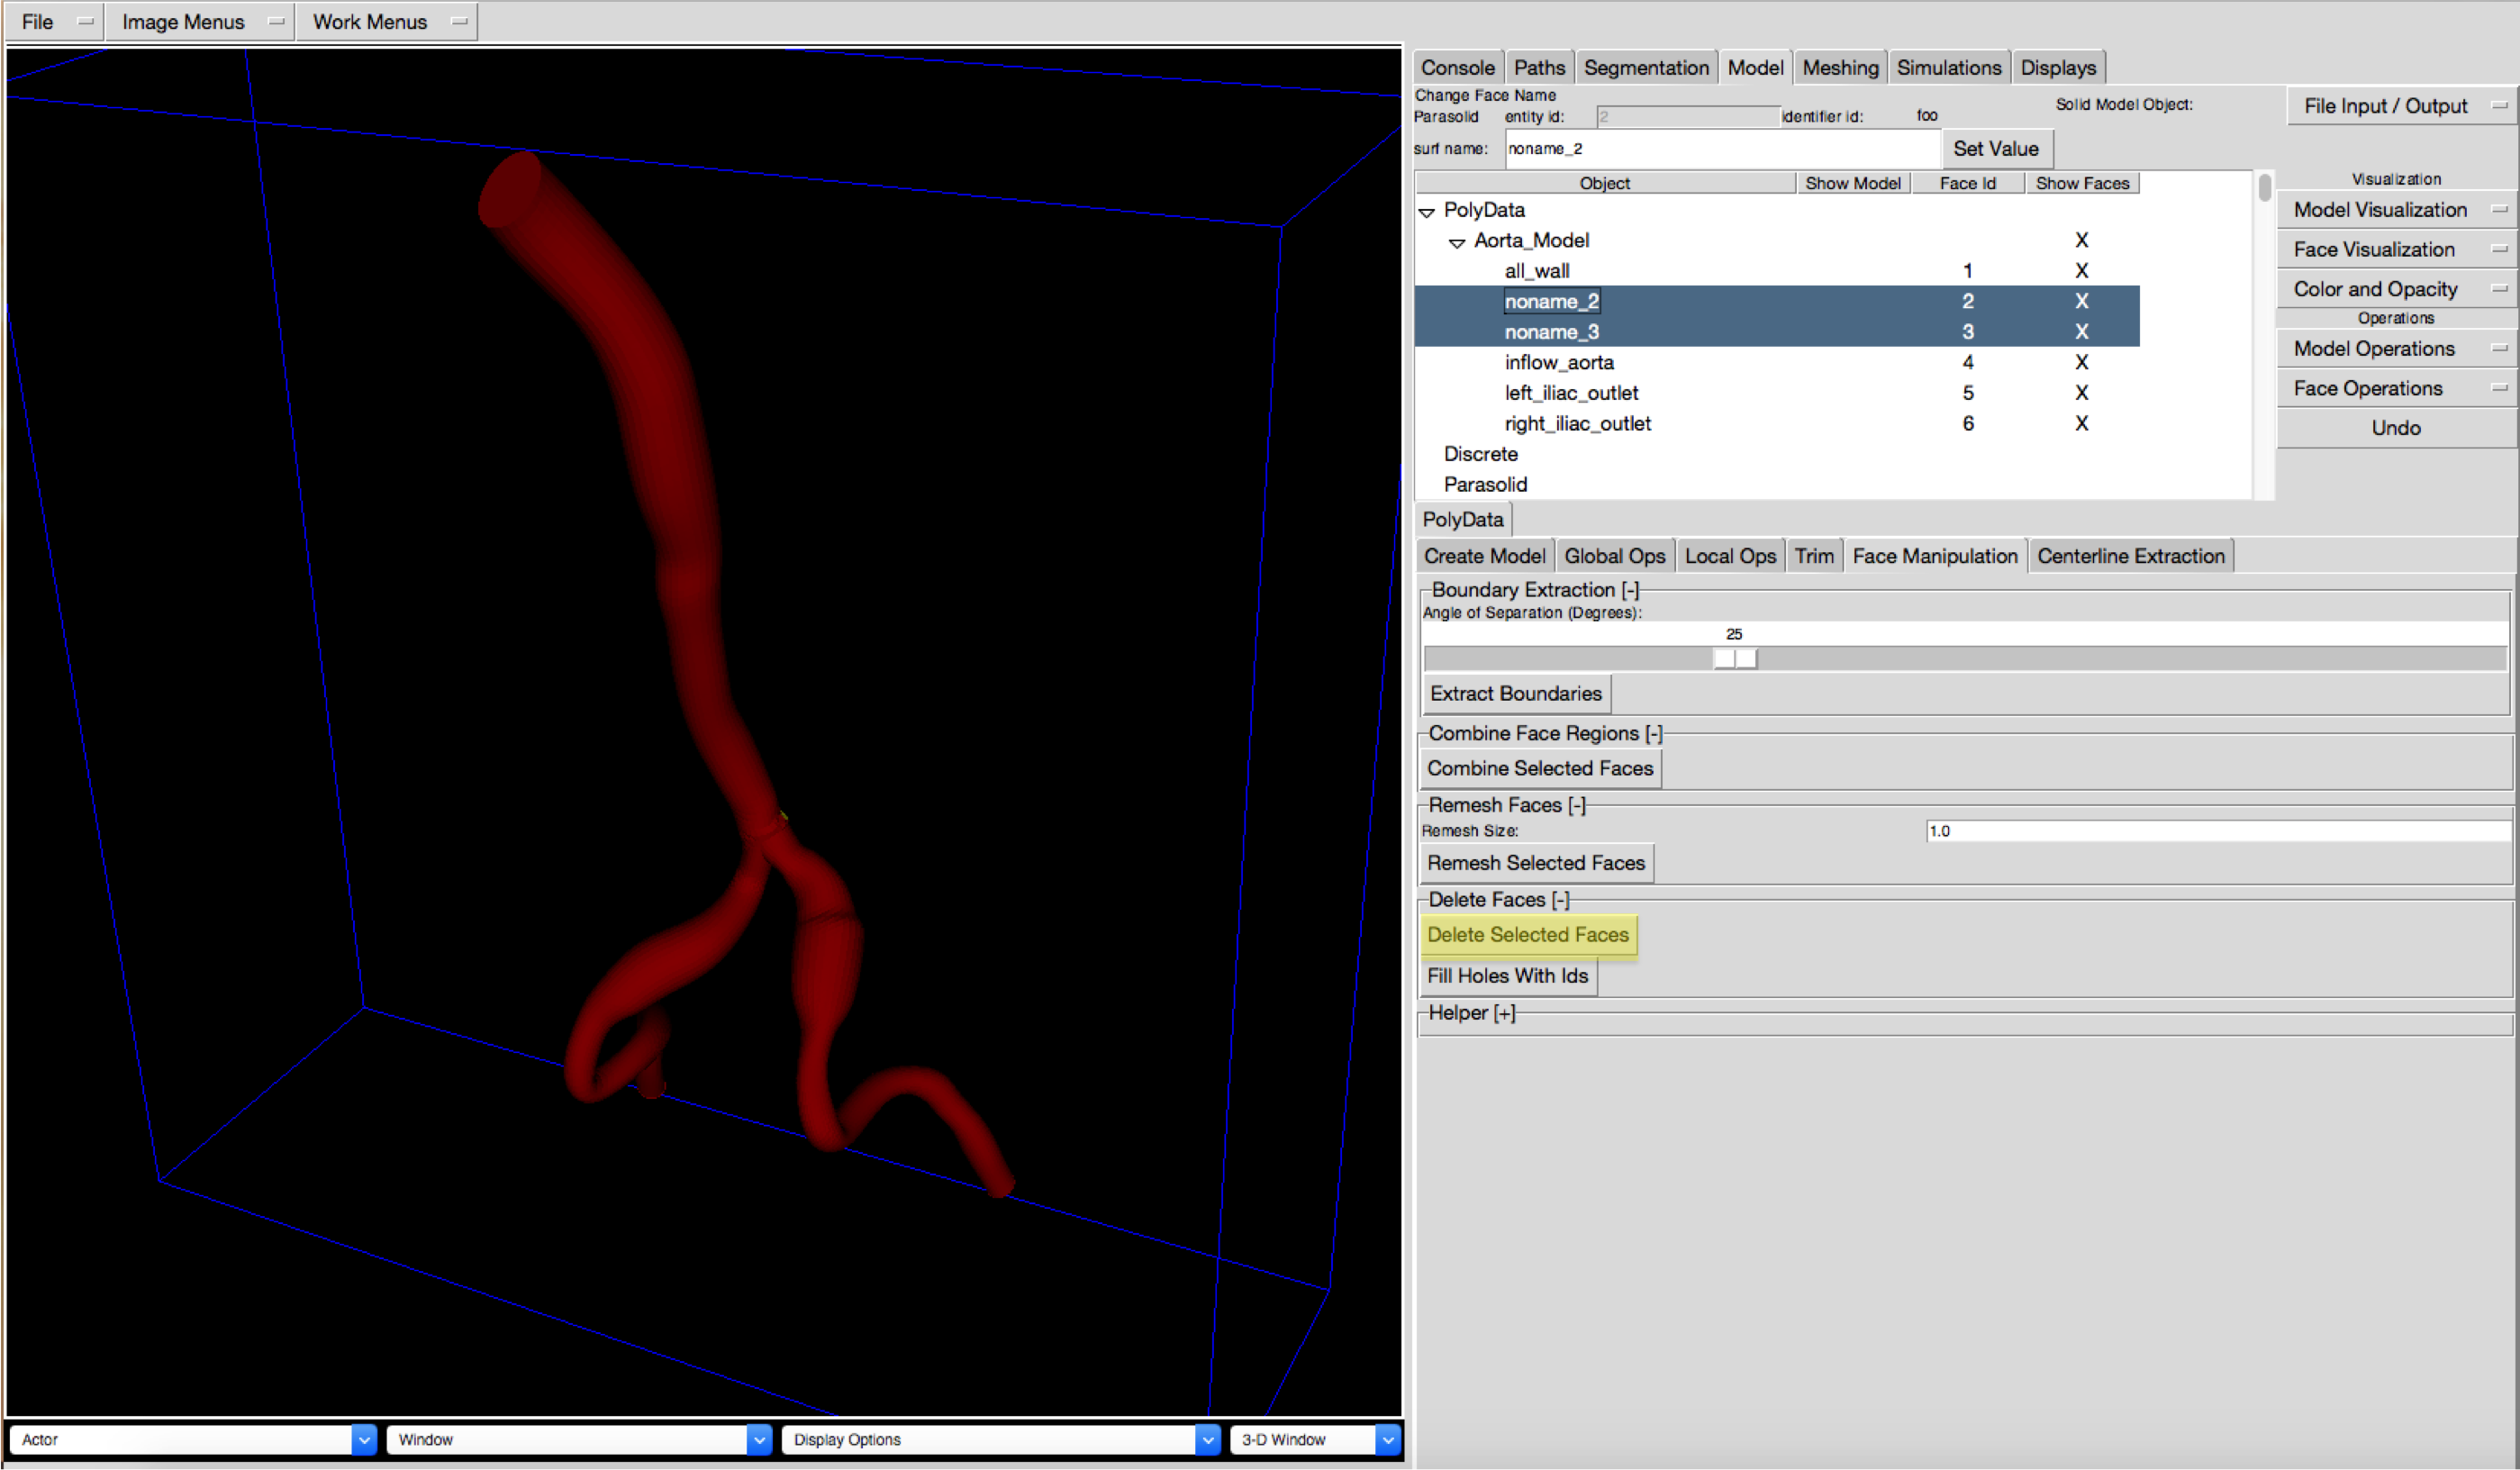 File Image Menus Work Menus
Console Paths Segmentation Model Meshing Simulations Displays
Change Face Name
Parasolid entity id: 2 identifier id: foo Solid Model Object: File Input / Output
surf name: noname_2 Set Value
Object Show Model Face Id Show Faces
PolyData
Aorta_Model X
all_wall 1 X
noname_2 2 X
noname_3 3 X
inflow_aorta 4 X
left_iliac_outlet 5 X
right_iliac_outlet 6 X
Discrete
Parasolid
Visualization
Model Visualization
Face Visualization
Color and Opacity
Operations
Model Operations
Face Operations
Undo
PolyData
Create Model Global Ops Local Ops Trim Face Manipulation Centerline Extraction
Boundary Extraction [-]
Angle of Separation (Degrees):
25
Extract Boundaries
Combine Face Regions [-]
Combine Selected Faces
Remesh Faces [-]
Remesh Size: 1.0
Remesh Selected Faces
Delete Faces [-]
Delete Selected Faces
Fill Holes With Ids
Helper [+]
Actor Window Display Options 3-D Window